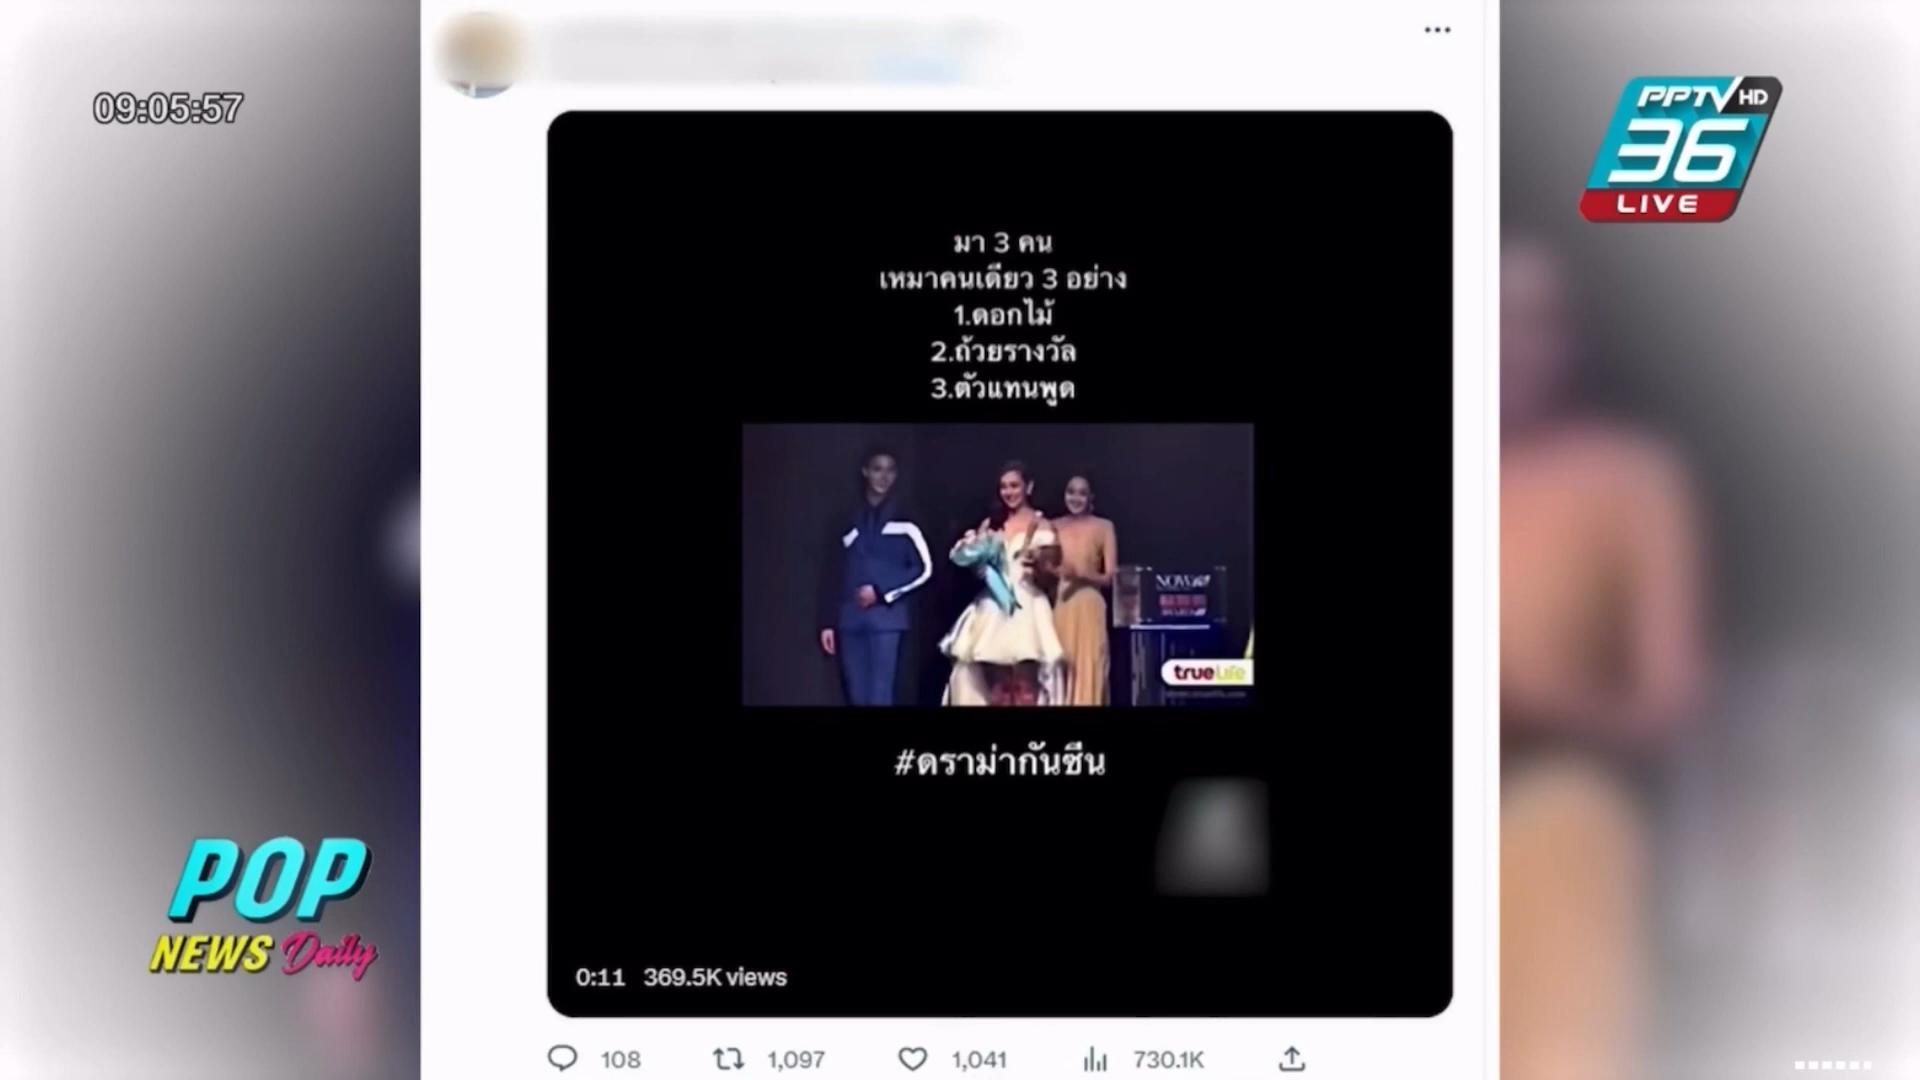 09:05:57
PPTV HD
36
LIVE
มา 3 คน
เหมาคนเดียว 3 อย่าง
1.ดอกไม้
2.ถ้วยรางวัล
3.ตัวแทนพูด
truelife
#ดราม่ากันซีน
POP
NEWS Daily
0:11 369.5K views
108 1,097 1,041 730.1K